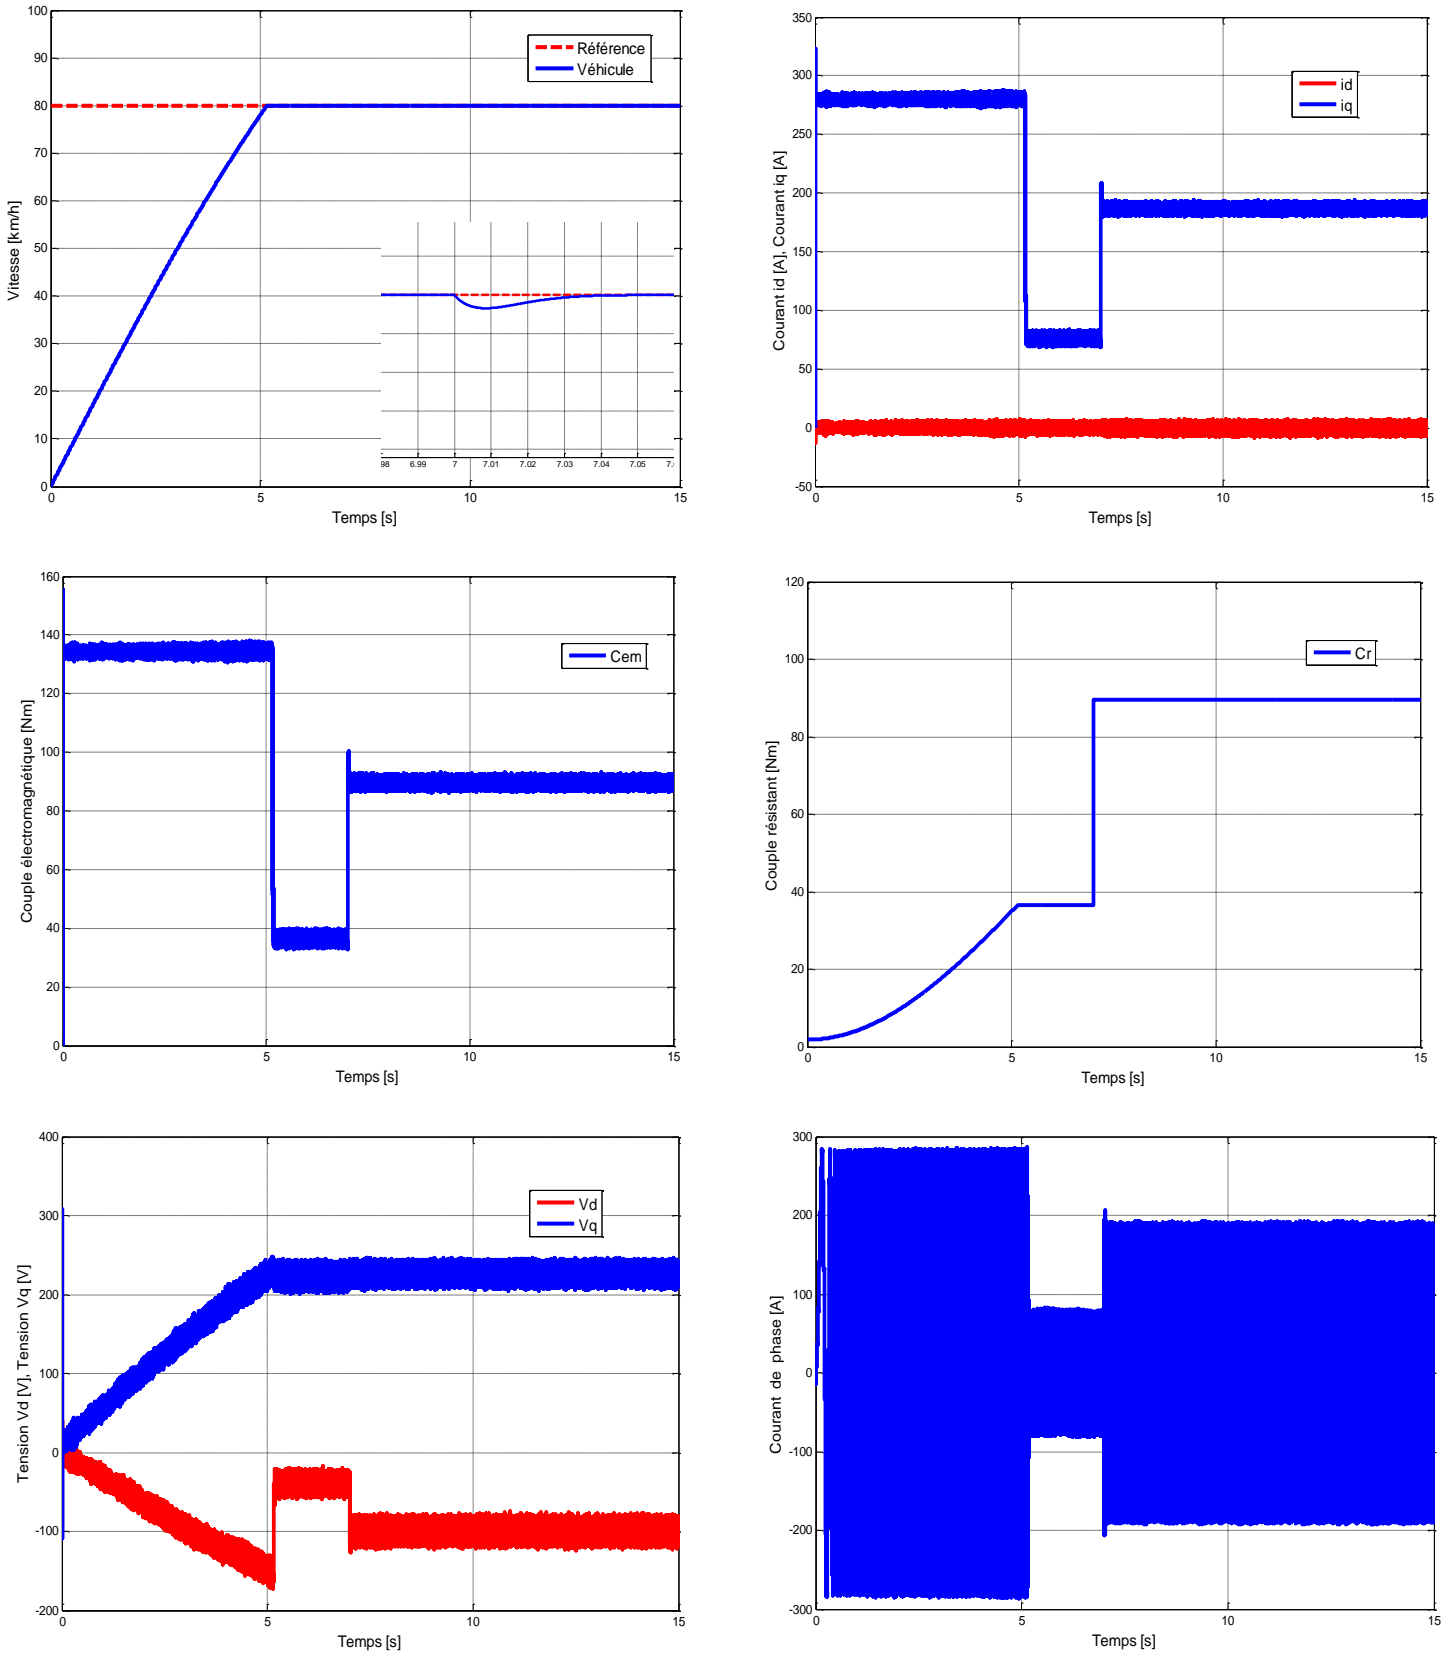 100
90
80
70
60
50
40
30
20
10
0
Vitesse [km/h]
Référence
Véhicule
98 6.99 7 7.01 7.02 7.03 7.04 7.05 7.0
0 5 10 15
Temps [s]
350
300
250
200
150
100
50
0
-50
Courant id [A], Courant iq [A]
id
iq
0 5 10 15
Temps [s]
160
140
120
100
80
60
40
20
0
Couple électromagnétique [Nm]
Cem
0 5 10 15
Temps [s]
120
100
80
60
40
20
0
Couple résistant [Nm]
Cr
0 5 10 15
Temps [s]
400
300
200
100
0
-100
-200
Tension Vd [V], Tension Vq [V]
Vd
Vq
0 5 10 15
Temps [s]
300
200
100
0
-100
-200
-300
Courant de phase [A]
0 5 10 15
Temps [s]